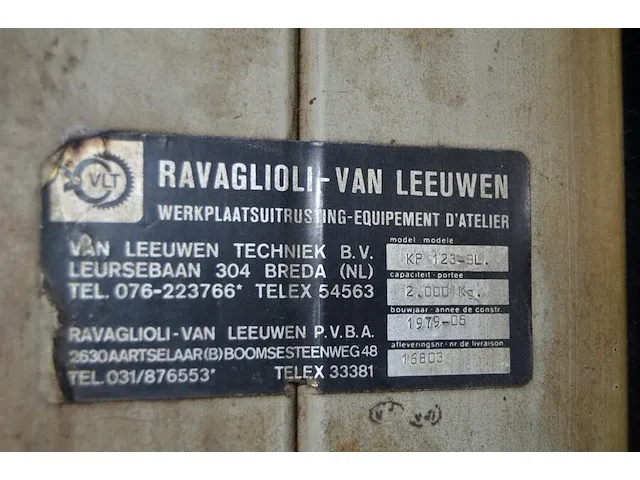 VLT
RAVAGLIOLI-VAN LEEUWEN
WERKPLAATSUITRUSTING-EQUIPEMENT D'ATELIER
VAN LEEUWEN TECHNIEK B.V.
LEURSEBAAN 304 BREDA (NL)
TEL. 076-223766* TELEX 54563
RAVAGLIOLI-VAN LEEUWEN P.V.B.A.
2630 AARTSELAAR (B) BOOMSESTEENWEG 48
TEL. 031/876553* TELEX 33381
model modele
KP 123-BL.
capaciteit - portee
2.000 Kg.
bouwjaar - annee de constr.
1979-06
afleveringsnr - nr de livraison
16803